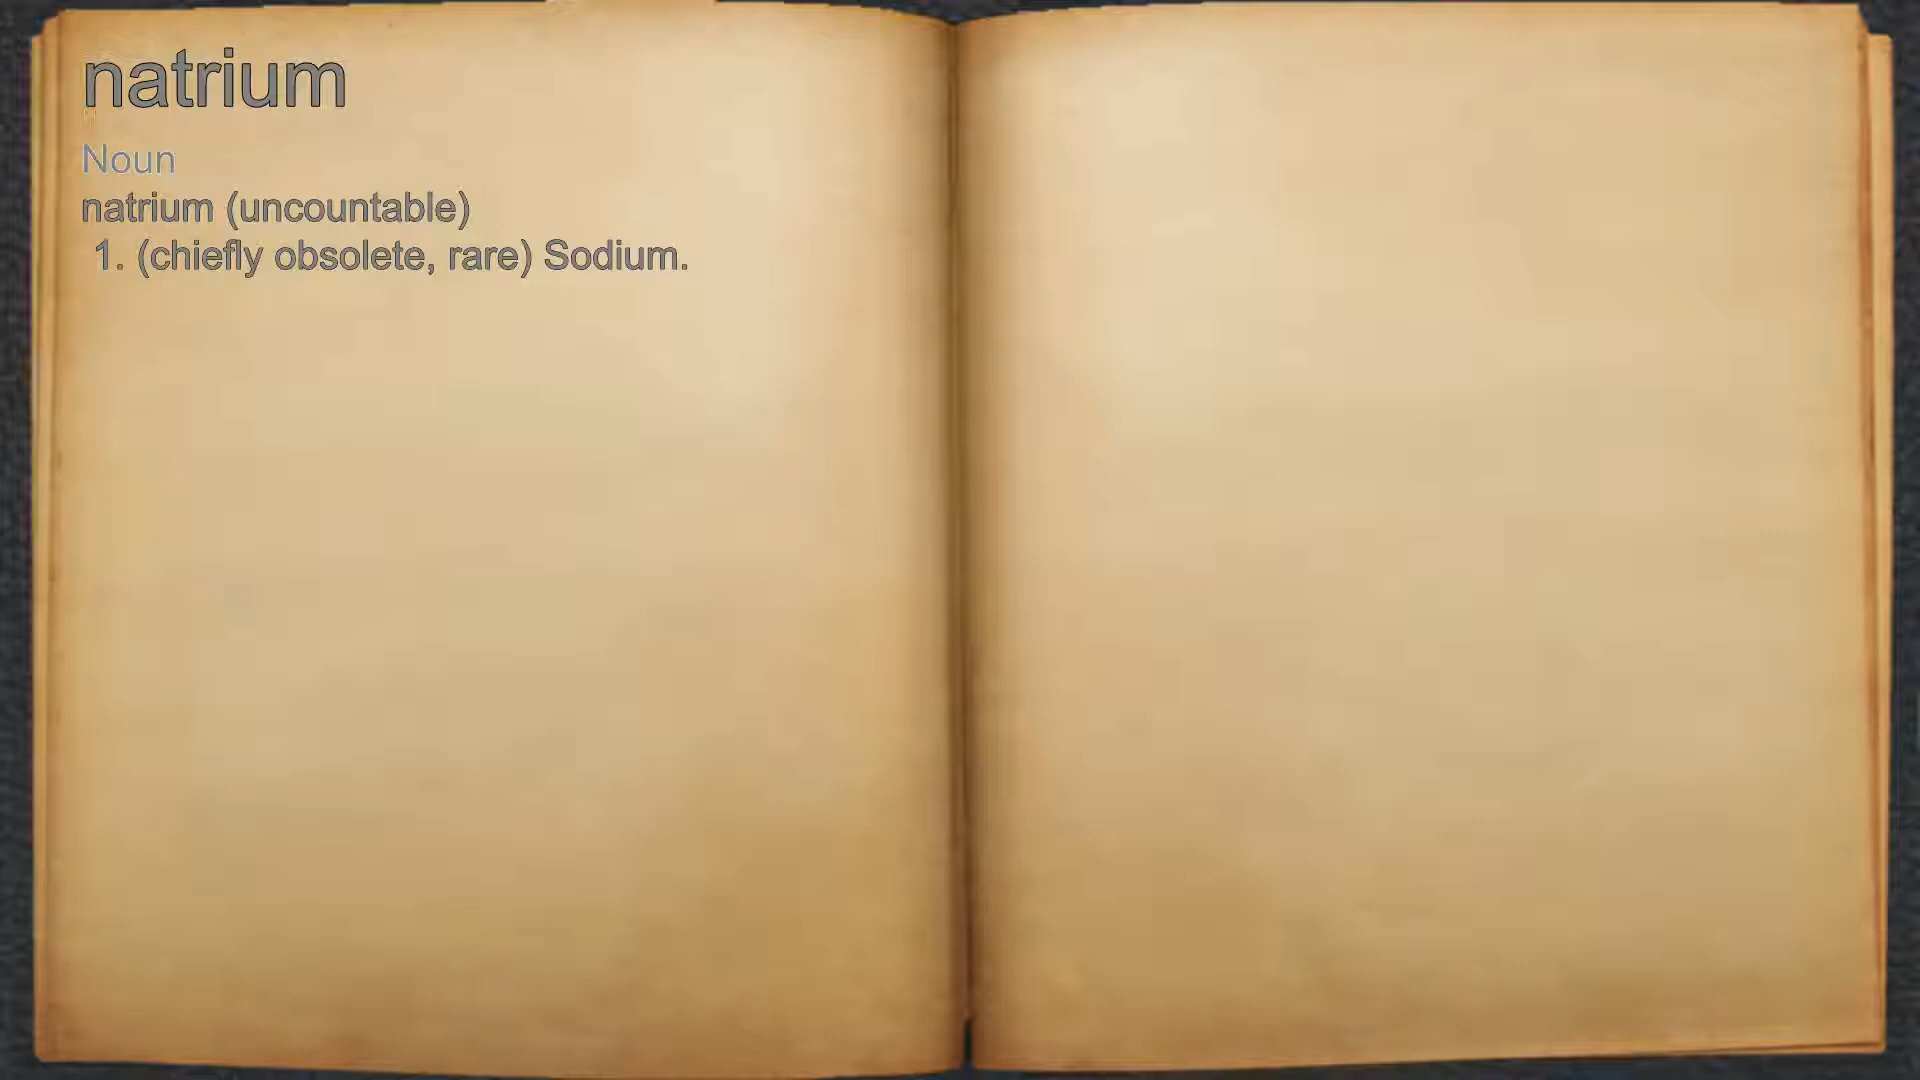 natrium
Noun
natrium (uncountable)
1. (chiefly obsolete, rare) Sodium.